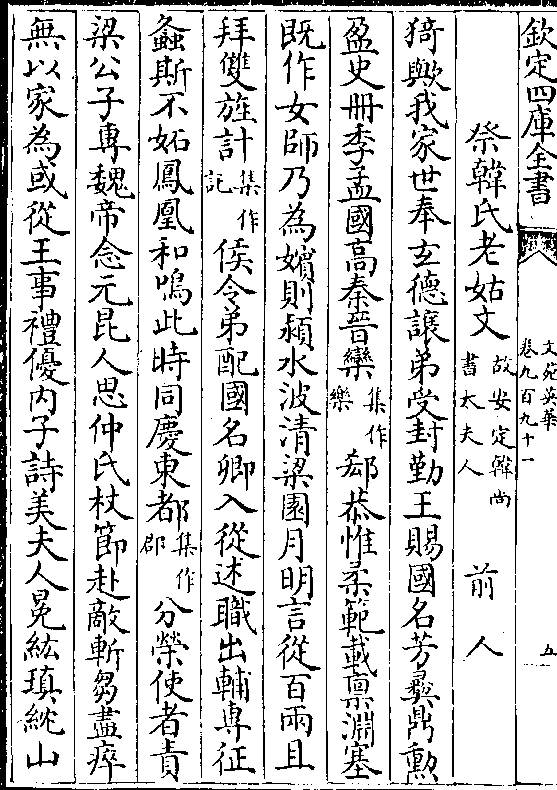 欽定四庫全書
文苑英華
卷九百九十一
五
祭韓氏老姑文
故安定韓尚
書太夫人
前人
猗歟我家世奉玄德讓弟受封勤王賜國名芳彞鼎勲
盈史冊季孟國高秦晉欒集作樂郄恭惟柔範載禀淵塞
既作女師乃為嬪則潁水波清梁園月明言從百兩且
拜雙旌計集作記侯令弟配國名卿入從述職出輔專征
螽斯不妬鳳凰和鳴此時同慶東都集作郡分榮使者責
梁公子專魏帝念元昆人思仲氏杖節赴敵斬芻盡瘁
無以家為或從王事禮優内子詩美夫人冕紘瑱紞山